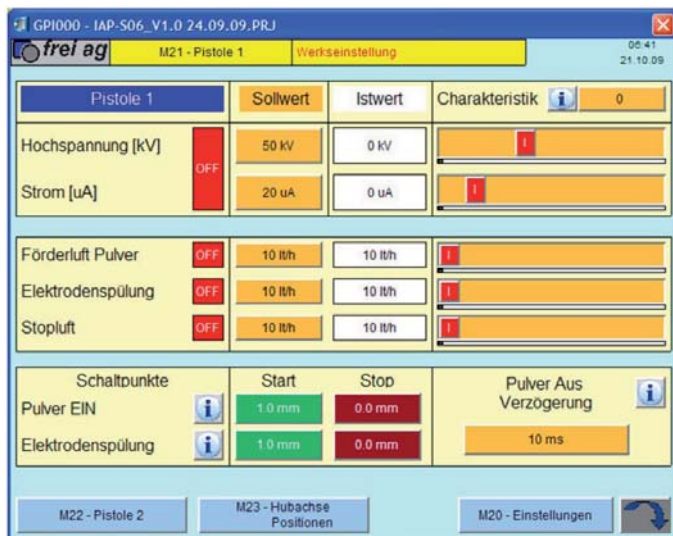 GPI000 - IAP-S06_V1.0 24.09.09.PRJ
frei ag
M21 - Pistole 1
Werkseinstellung
06:41
21.10.09
Pistole 1
Sollwert
Istwert
Charakteristik
i
0
Hochspannung [kV]
OFF
50 kV
0 kV
I
Strom [uA]
20 uA
0 uA
I
Förderluft Pulver
OFF
10 lt/h
10 lt/h
I
Elektrodenspülung
OFF
10 lt/h
10 lt/h
I
Stopluft
OFF
10 lt/h
10 lt/h
I
Schaltpunkte
Start
Stop
Pulver Aus
Verzögerung
i
Pulver EIN
i
1.0 mm
0.0 mm
Elektrodenspülung
i
1.0 mm
0.0 mm
10 ms
M22 - Pistole 2
M23 - Hubachse
Positionen
M20 - Einstellungen